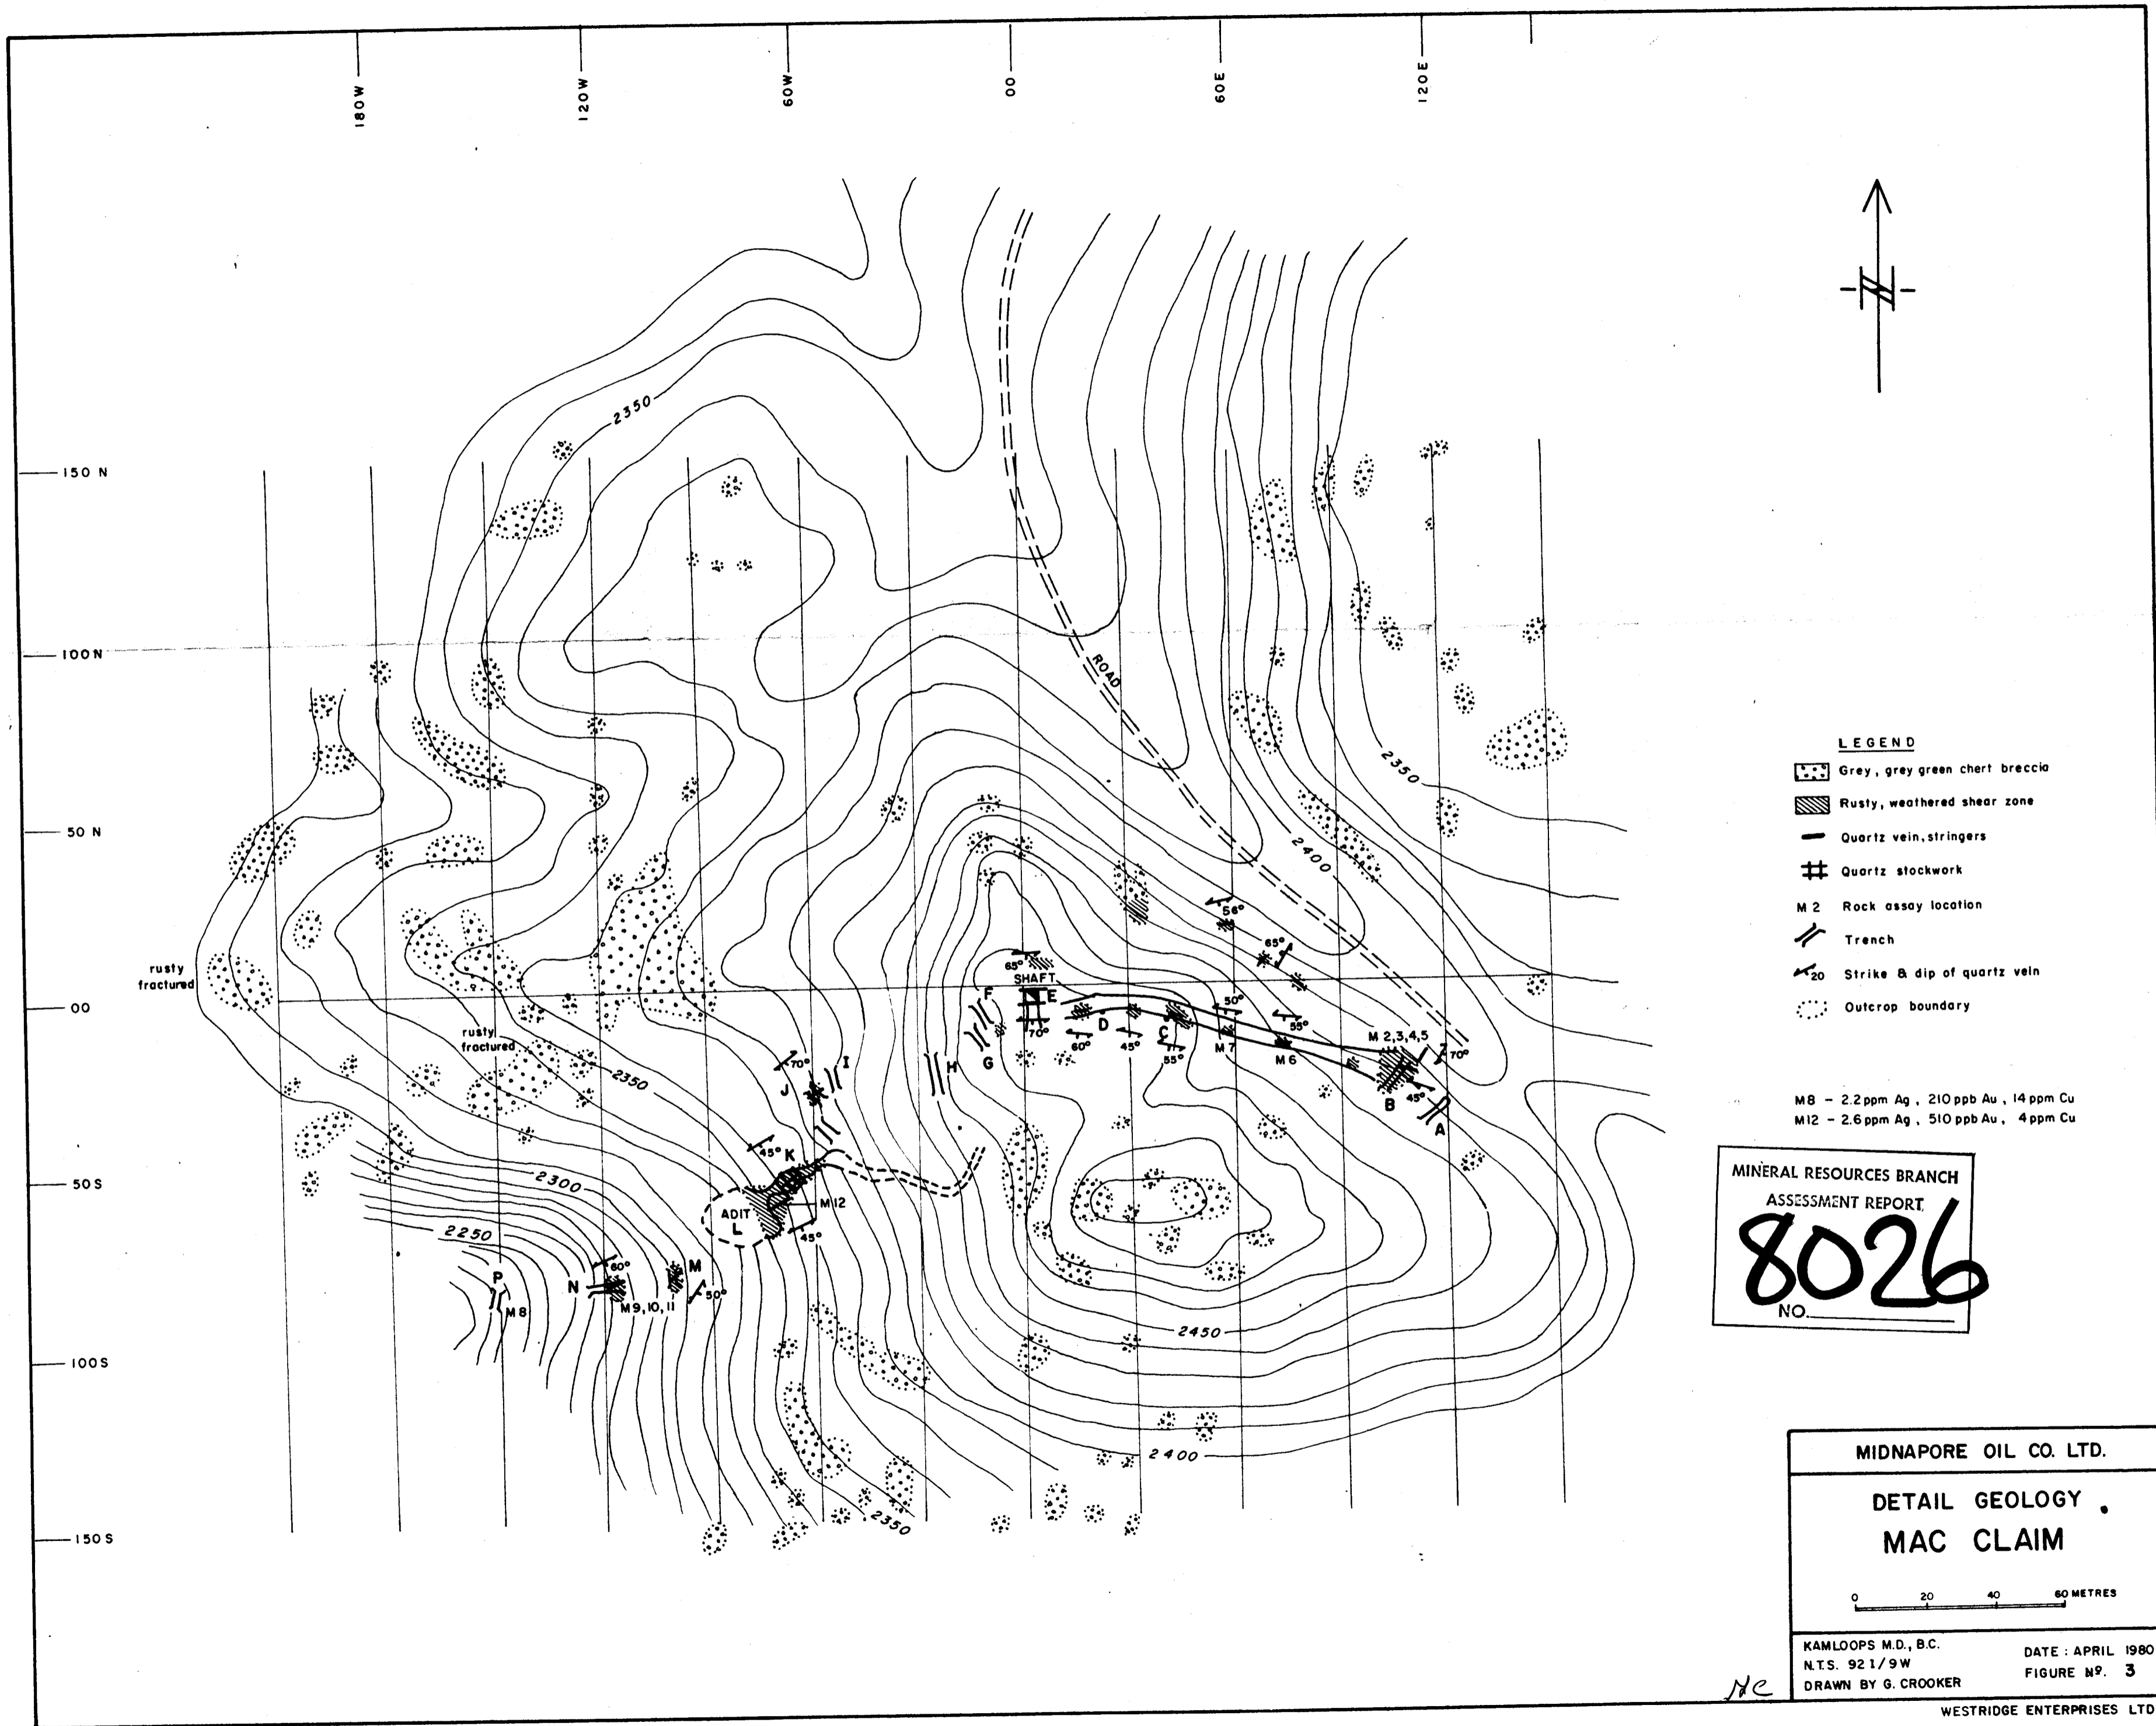 180W
120W
60W
00
60E
120E
2350
150 N
100N
ROAD
LEGEND
Grey, grey green chert breccia
2350
Rusty, weathered shear zone
50 N
Quartz vein, stringers
2400
Quartz stockwork
M 2 Rock assay location
56°
Trench
65°
65°
rusty
fractured
SHAFT
20 Strike & dip of quartz vein
F
E
50°
00
Outcrop boundary
D
55°
rusty
fractured
70°
C
M 2,3,4,5
60°
45°
M 7
70°
I
G
55°
M 6
70°
H
2350
J
45°
B
M8 - 2.2 ppm Ag, 210 ppb Au, 14 ppm Cu
M12 - 2.6 ppm Ag, 510 ppb Au, 4 ppm Cu
A
45°
K
MINERAL RESOURCES BRANCH
50S
2300
M12
ASSESSMENT REPORT
ADIT
L
8026
2250
45°
60°
M
P
N
50°
M8
M9,10,11
NO.
2450
100S
2400
MIDNAPORE OIL CO. LTD.
DETAIL GEOLOGY
2350
150S
MAC CLAIM
0 20 40 60 METRES
KAMLOOPS M.D., B.C.
N.T.S. 92 I/9W
DRAWN BY G. CROOKER
DATE : APRIL 1980
FIGURE Nº. 3
WESTRIDGE ENTERPRISES LTD